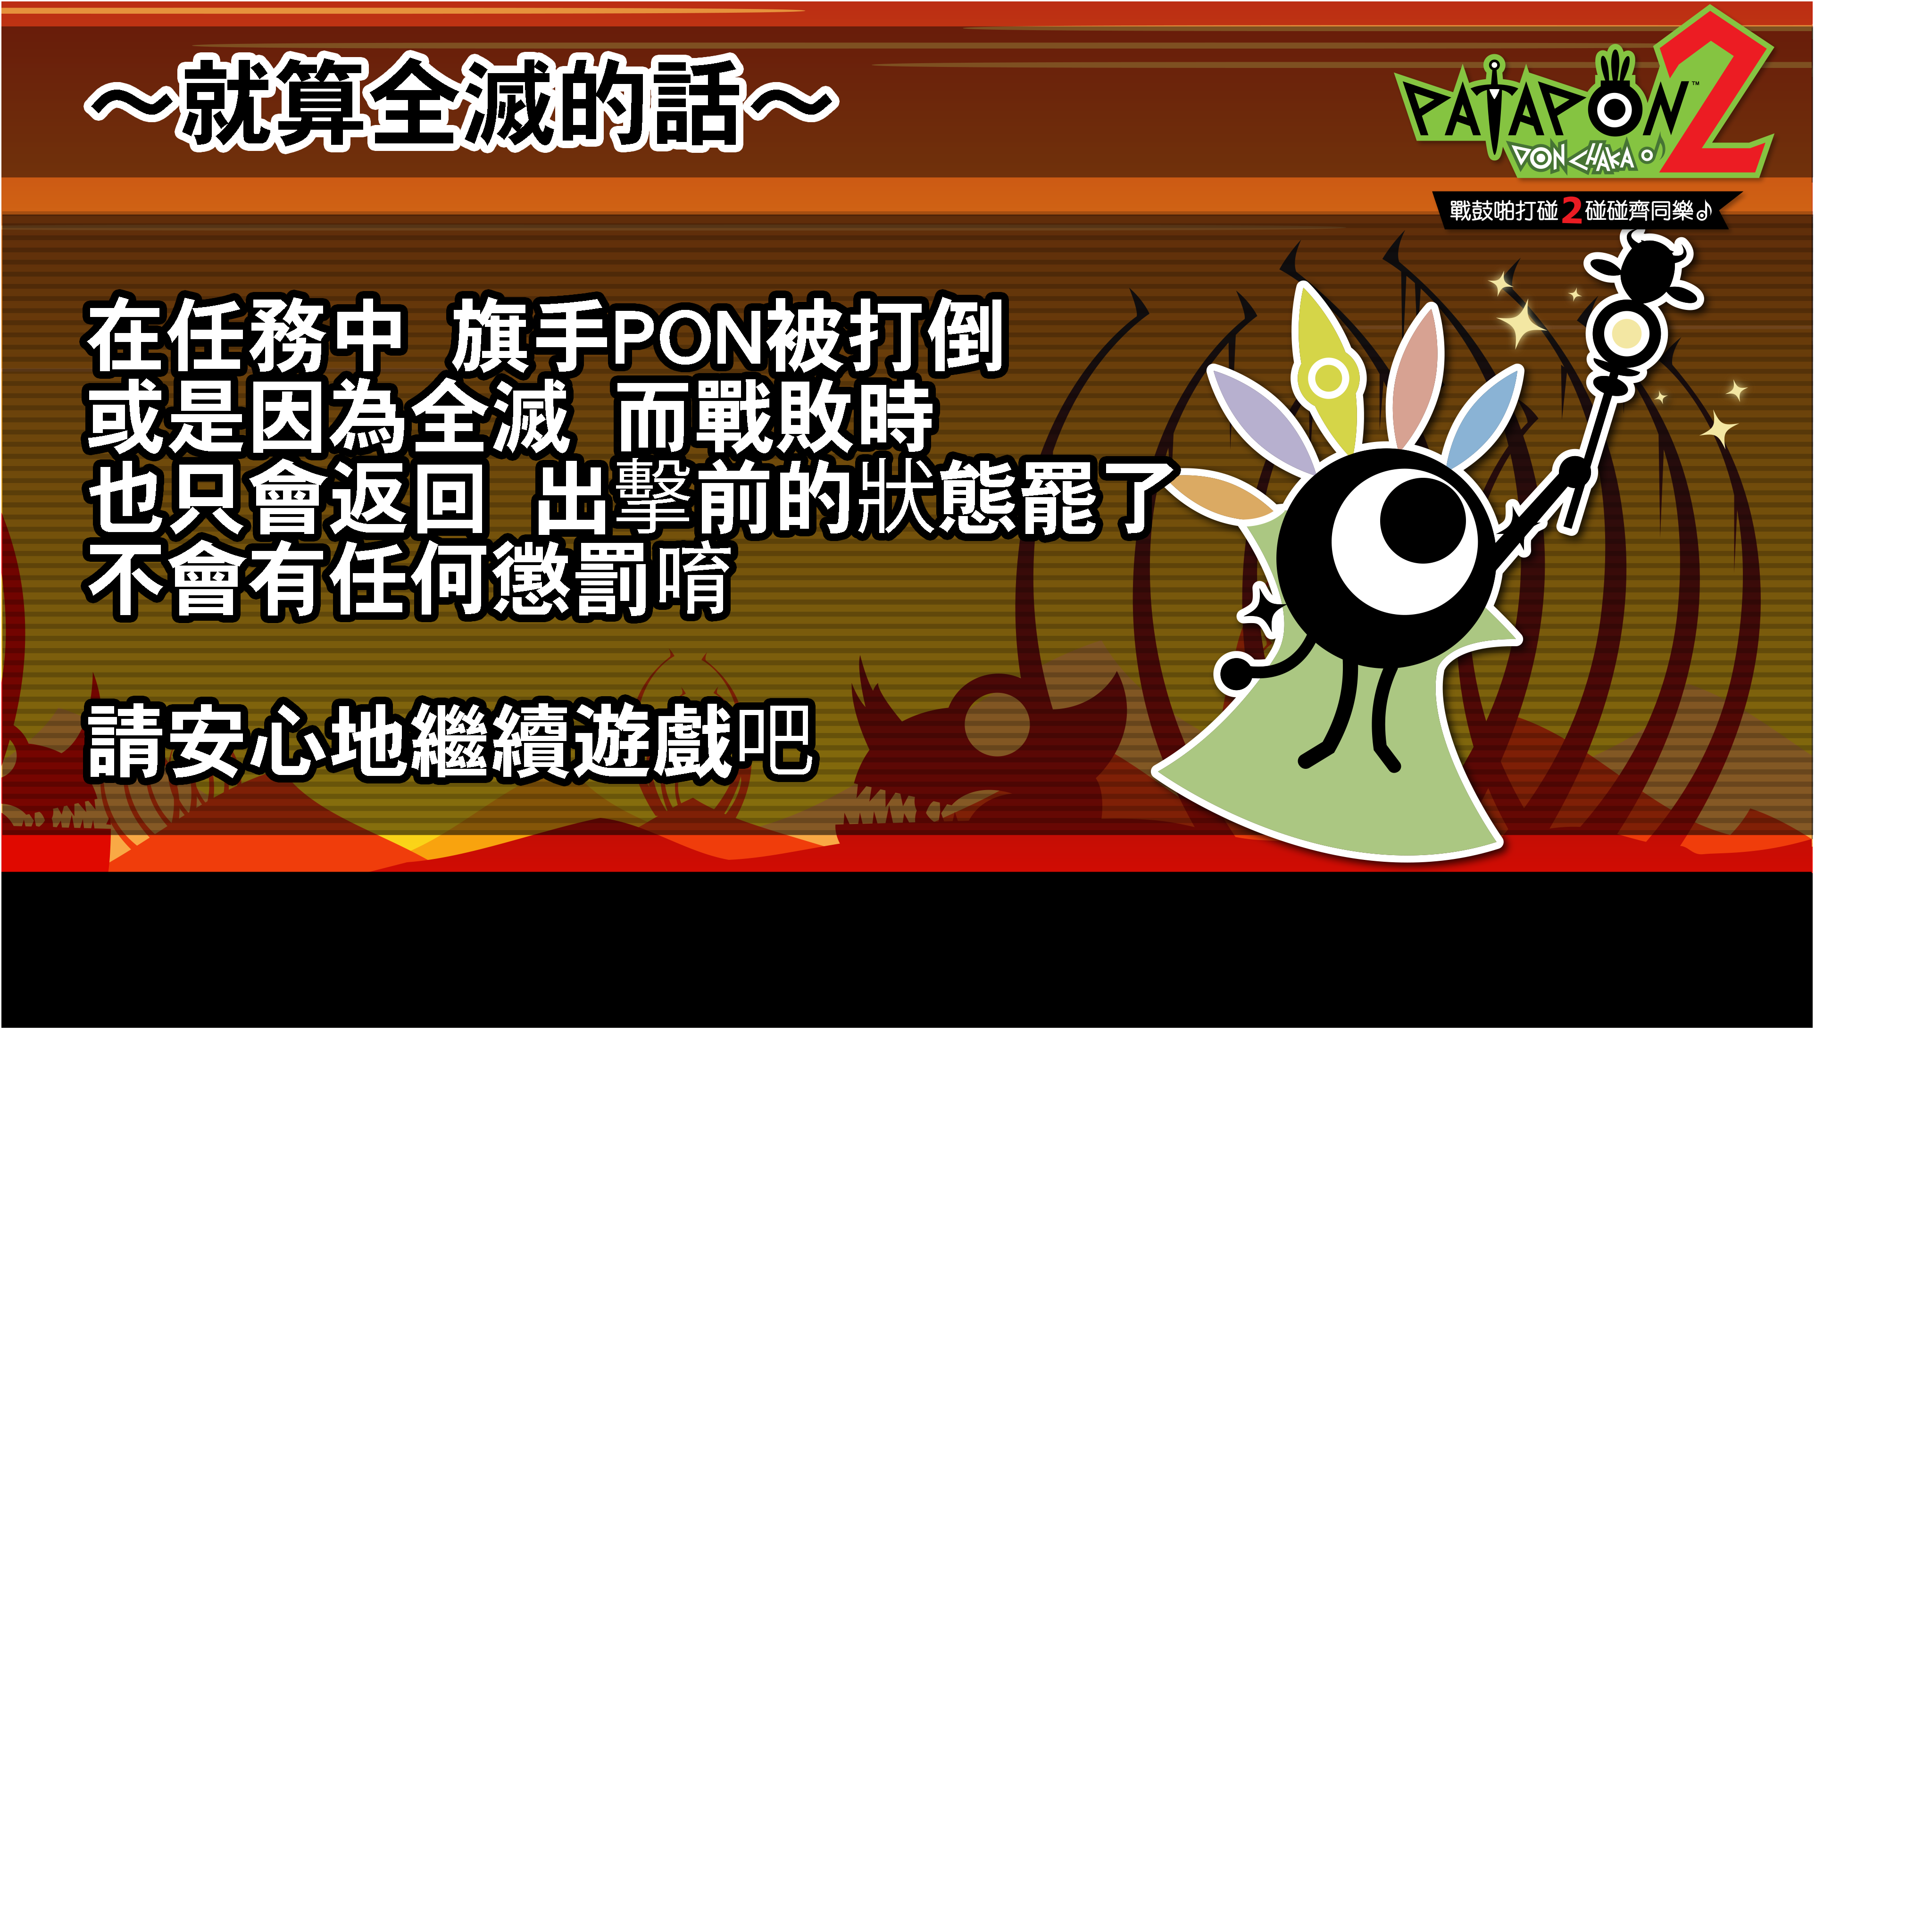 ～就算全滅的話～
PATAPON2™
DON CHAKA♪
戰鼓啪打碰2碰碰齊同樂♪
在任務中 旗手PON被打倒
或是因為全滅 而戰敗時
也只會返回 出擊前的狀態罷了
不會有任何懲罰唷
請安心地繼續遊戲吧